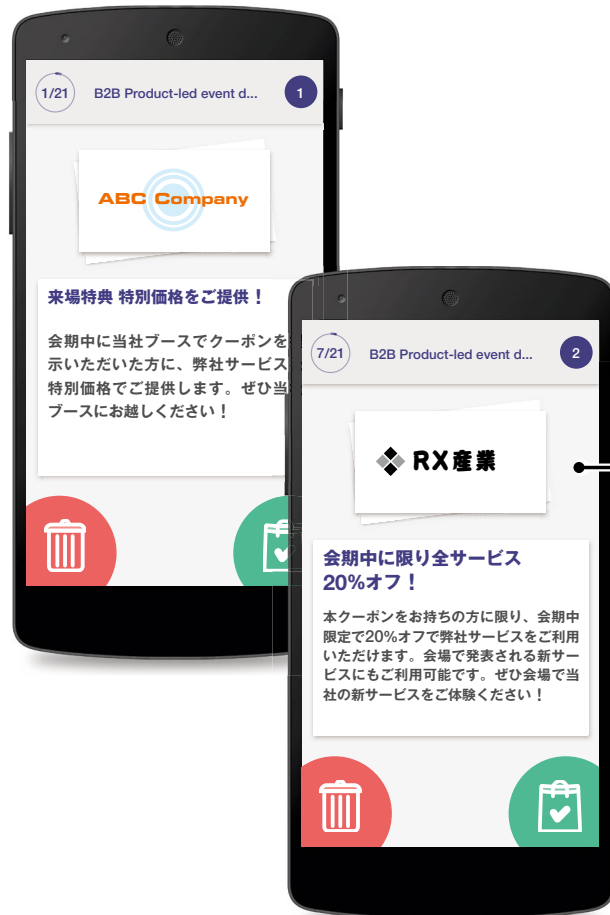 1/21
B2B Product-led event d...
1
ABC Company
来場特典 特別価格をご提供！
会期中に当社ブースでクーポンを
示いただいた方に、弊社サービス
特別価格でご提供します。ぜひ当
ブースにお越しください！
7/21
B2B Product-led event d...
2
RX産業
会期中に限り全サービス
20%オフ！
本クーポンをお持ちの方に限り、会期中
限定で20%オフで弊社サービスをご利用
いただけます。会場で発表される新サー
ビスにもご利用可能です。ぜひ会場で当
社の新サービスをご体験ください！